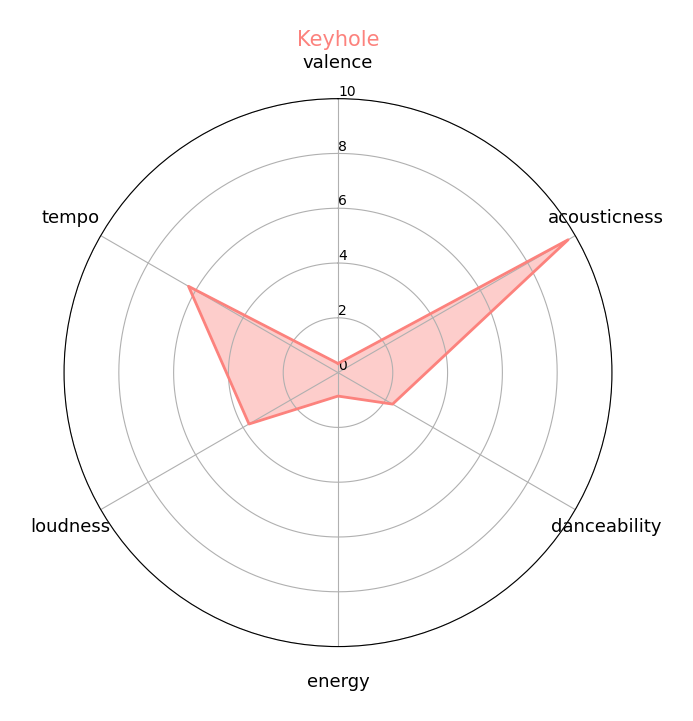 Keyhole
valence
10
8
6
4
2
0
tempo
acousticness
loudness
danceability
energy